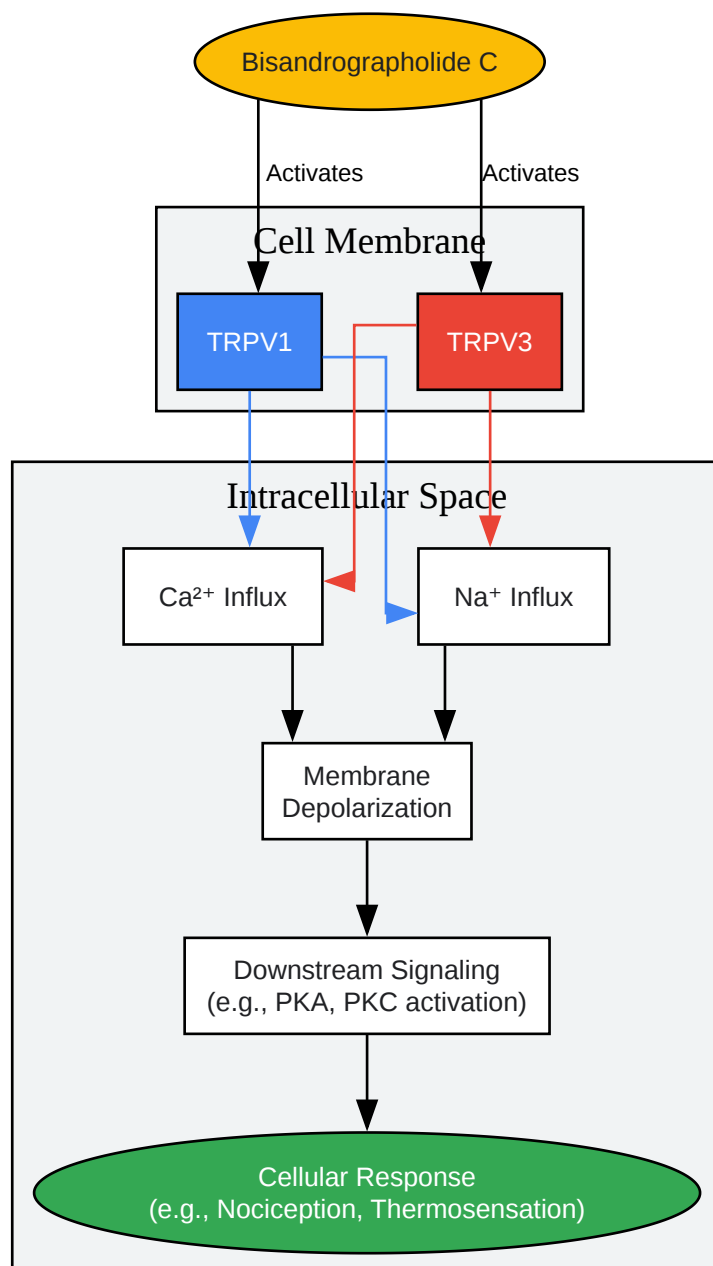 Bisandrographolide C
Activates
Activates
Cell Membrane
TRPV1
TRPV3
Intracellular Space
Ca²⁺ Influx
Na⁺ Influx
Membrane
Depolarization
Downstream Signaling
(e.g., PKA, PKC activation)
Cellular Response
(e.g., Nociception, Thermosensation)